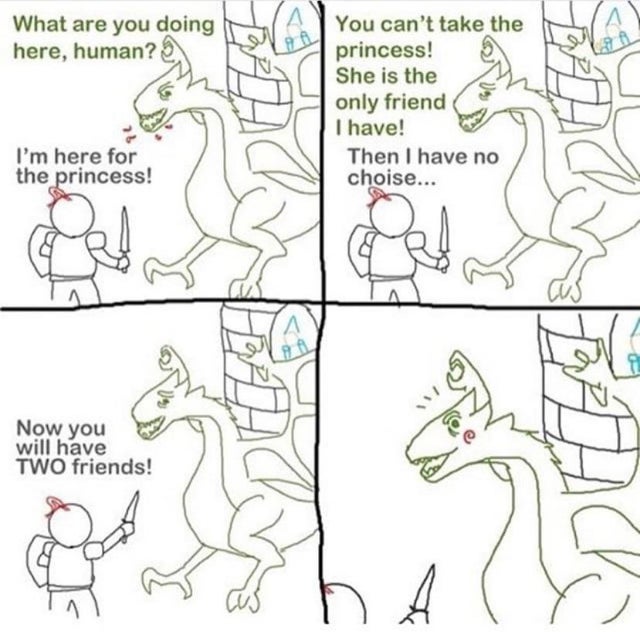 What are you doing
here, human?
I'm here for
the princess!
You can't take the
princess!
She is the
only friend
I have!
Then I have no
choise...
Now you
will have
TWO friends!